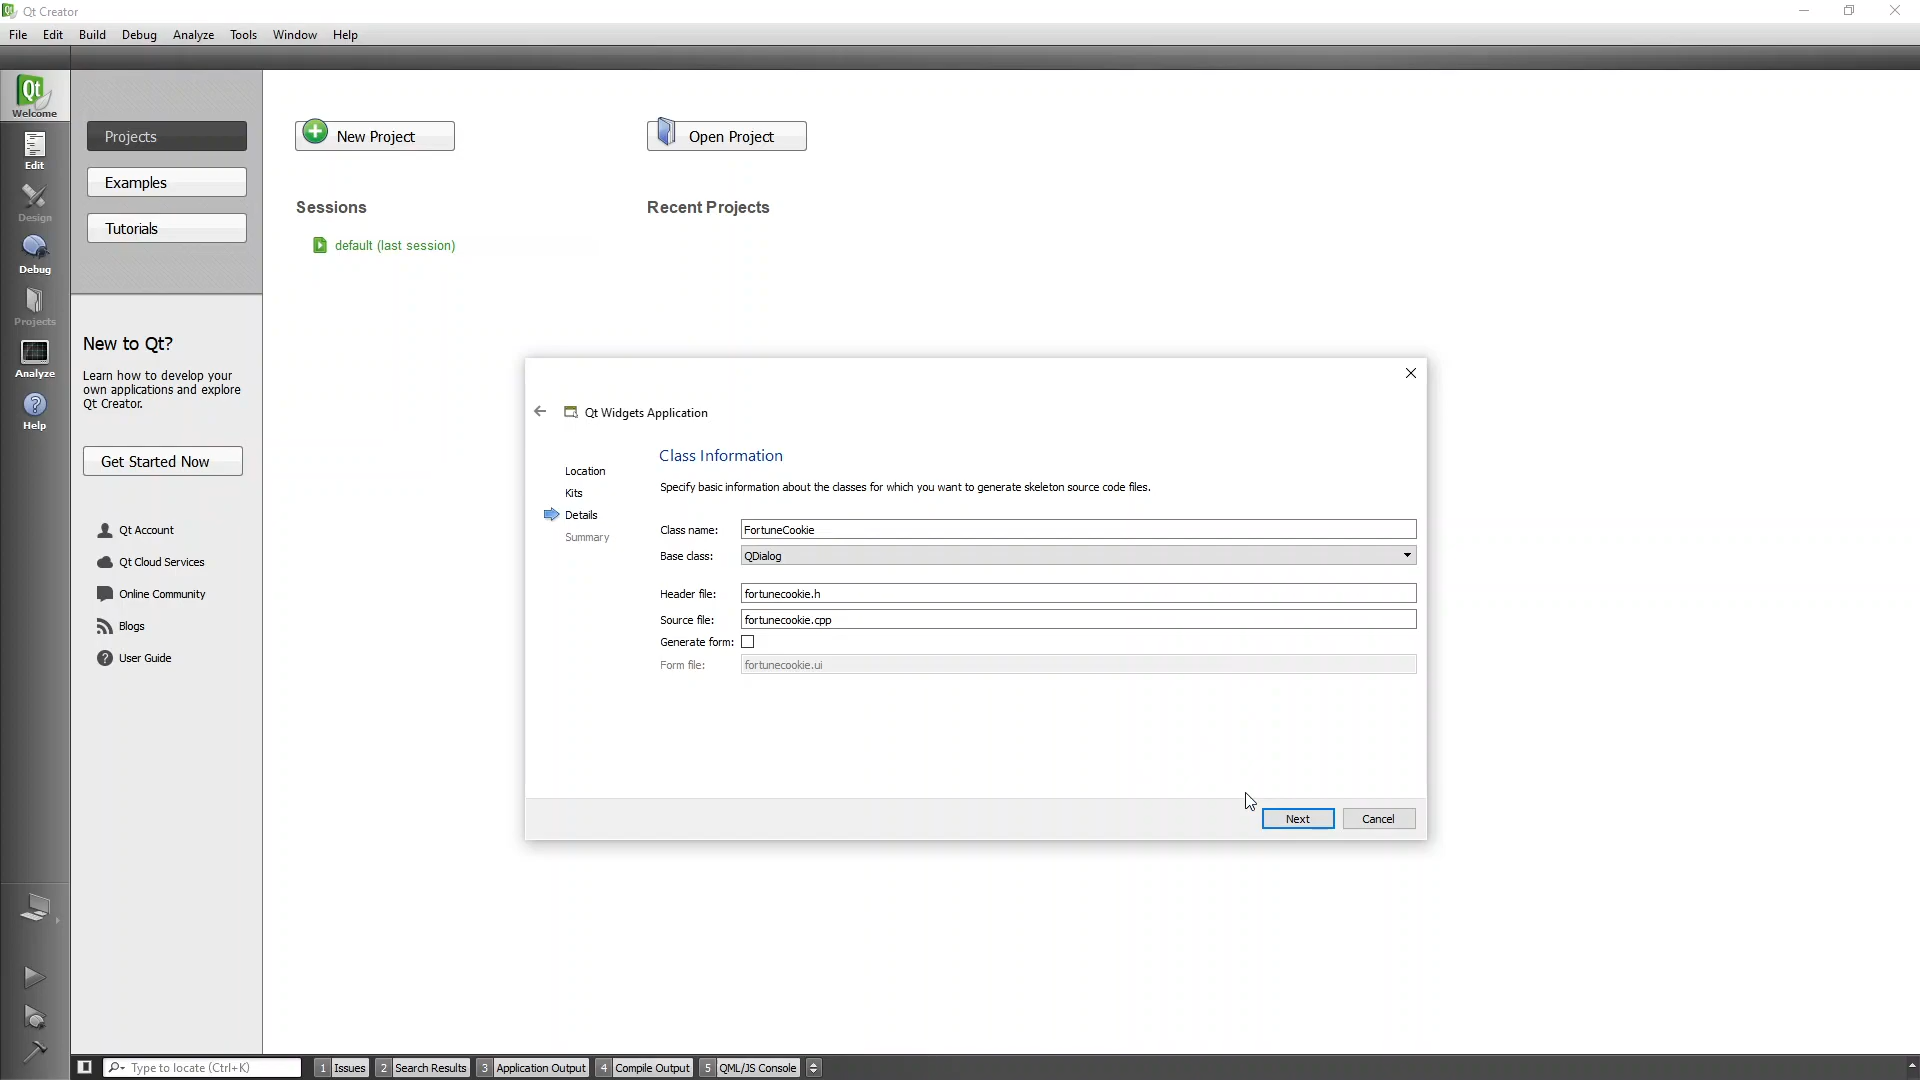 Qt Creator
File Edit Build Debug Analyze Tools Window Help
Qt
Welcome
Edit
Design
Debug
Projects
Analyze
Help
Projects
Examples
Tutorials
New to Qt?
Learn how to develop your
own applications and explore
Qt Creator.
Get Started Now
Qt Account
Qt Cloud Services
Online Community
Blogs
User Guide
New Project
Open Project
Sessions
Recent Projects
default (last session)
Qt Widgets Application
Location
Kits
Details
Summary
Class Information
Specify basic information about the classes for which you want to generate skeleton source code files.
Class name: FortuneCookie
Base class: QDialog
Header file: fortunecookie.h
Source file: fortunecookie.cpp
Generate form:
Form file: fortunecookie.ui
Next Cancel
Type to locate (Ctrl+K) 1 Issues 2 Search Results 3 Application Output 4 Compile Output 5 QML/JS Console